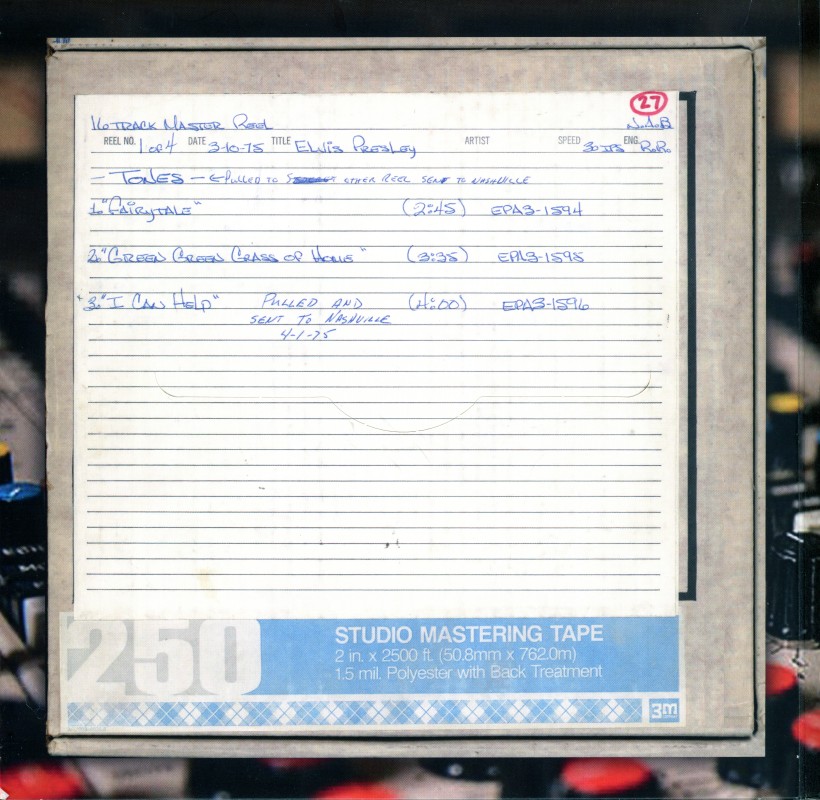 27
16 TRACK MASTER REEL N.A.B
REEL NO. 1 of 4 DATE 3-10-75 TITLE ELVIS PRESLEY ARTIST SPEED 30 IPS ENG. R.R.
— TONES — ← PULLED TO OTHER REEL SENT TO NASHVILLE
1. "FAIRYTALE" (2:45) EPA3-1594
2. "GREEN GREEN GRASS OF HOME" (3:35) EPA3-1595
* 3. "I CAN HELP" PULLED AND (4:00) EPA3-1596
SENT TO NASHVILLE
4-1-75
250
STUDIO MASTERING TAPE
2 in. x 2500 ft. (50.8mm x 762.0m)
1.5 mil. Polyester with Back Treatment
3M